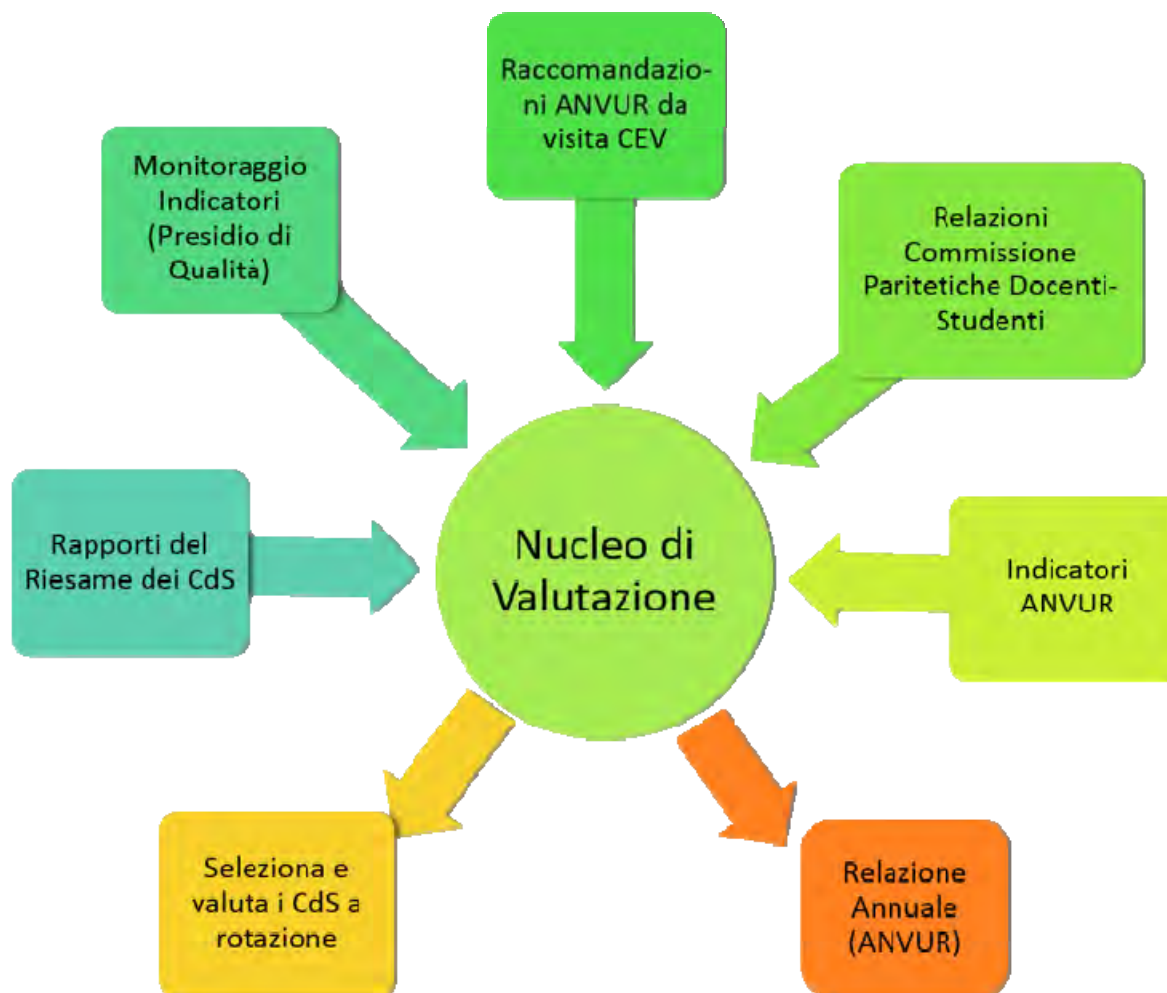 Raccomandazio-
ni ANVUR da
visita CEV
Monitoraggio
Indicatori
(Presidio di
Qualità)
Relazioni
Commissione
Paritetiche Docenti-
Studenti
Rapporti del
Riesame dei CdS
Nucleo di
Valutazione
Indicatori
ANVUR
Seleziona e
valuta i CdS a
rotazione
Relazione
Annuale
(ANVUR)